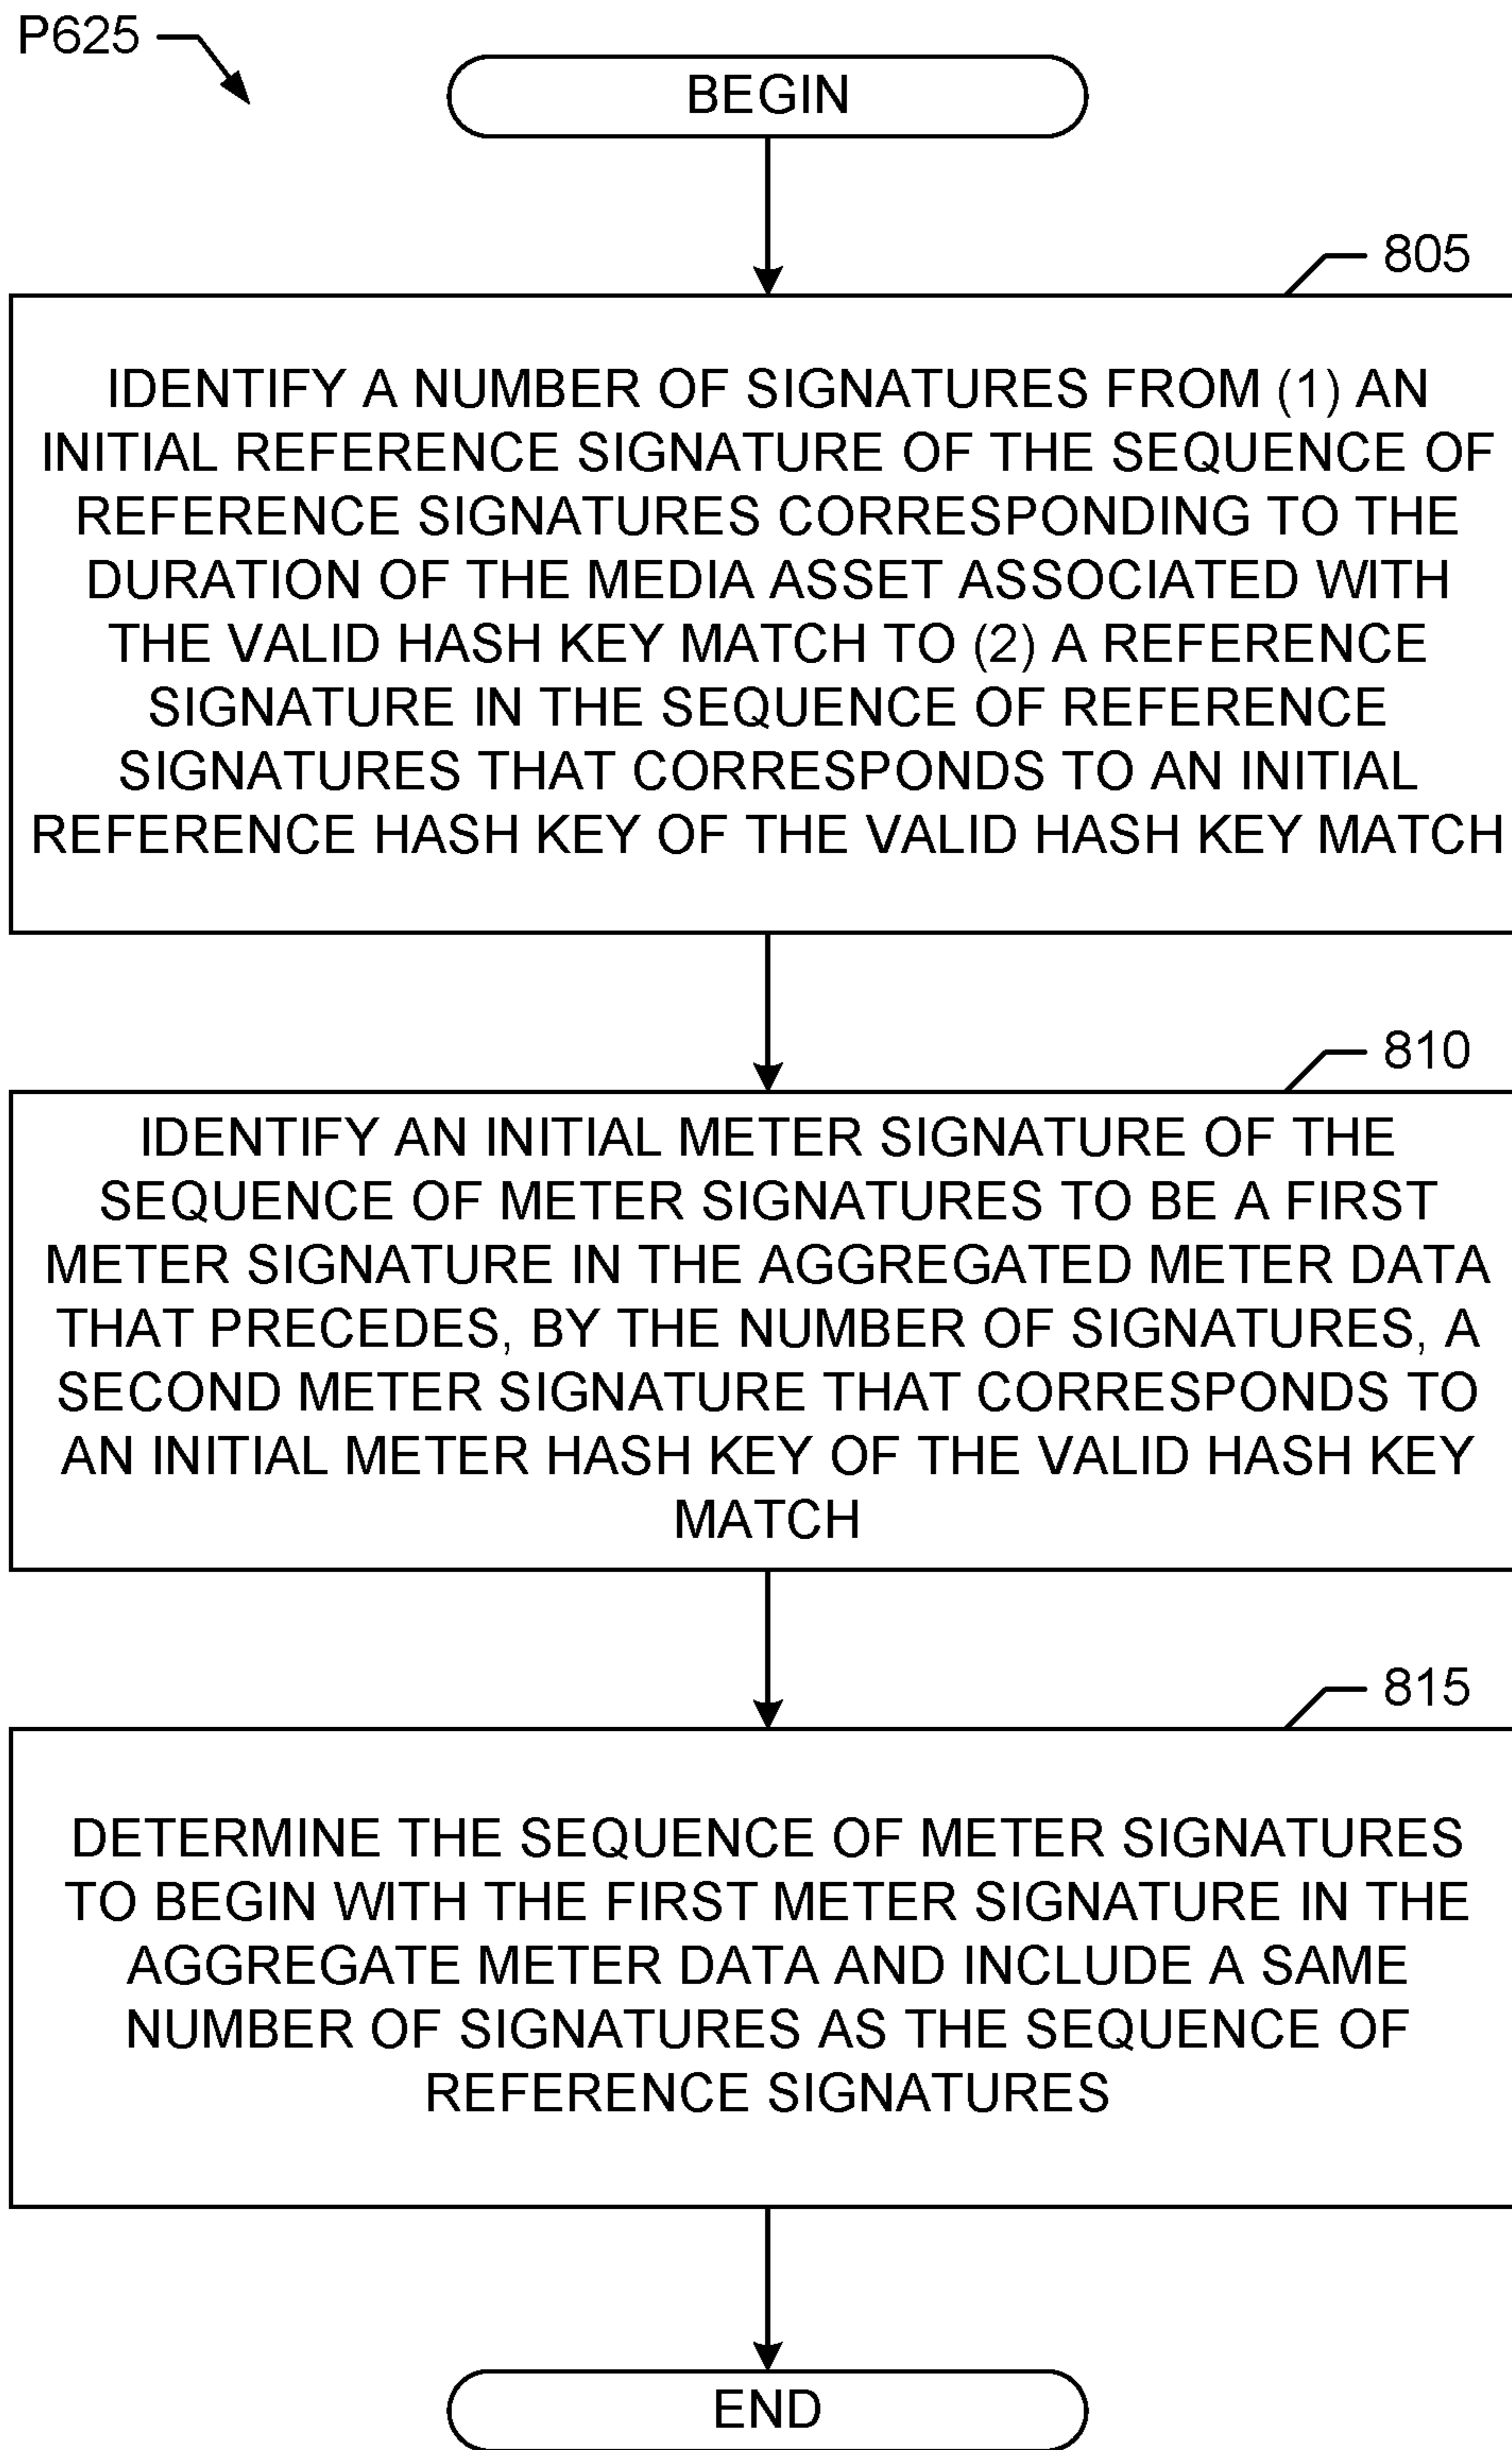 P625
BEGIN
805
IDENTIFY A NUMBER OF SIGNATURES FROM (1) AN
INITIAL REFERENCE SIGNATURE OF THE SEQUENCE OF
REFERENCE SIGNATURES CORRESPONDING TO THE
DURATION OF THE MEDIA ASSET ASSOCIATED WITH
THE VALID HASH KEY MATCH TO (2) A REFERENCE
SIGNATURE IN THE SEQUENCE OF REFERENCE
SIGNATURES THAT CORRESPONDS TO AN INITIAL
REFERENCE HASH KEY OF THE VALID HASH KEY MATCH
810
IDENTIFY AN INITIAL METER SIGNATURE OF THE
SEQUENCE OF METER SIGNATURES TO BE A FIRST
METER SIGNATURE IN THE AGGREGATED METER DATA
THAT PRECEDES, BY THE NUMBER OF SIGNATURES, A
SECOND METER SIGNATURE THAT CORRESPONDS TO
AN INITIAL METER HASH KEY OF THE VALID HASH KEY
MATCH
815
DETERMINE THE SEQUENCE OF METER SIGNATURES
TO BEGIN WITH THE FIRST METER SIGNATURE IN THE
AGGREGATE METER DATA AND INCLUDE A SAME
NUMBER OF SIGNATURES AS THE SEQUENCE OF
REFERENCE SIGNATURES
END